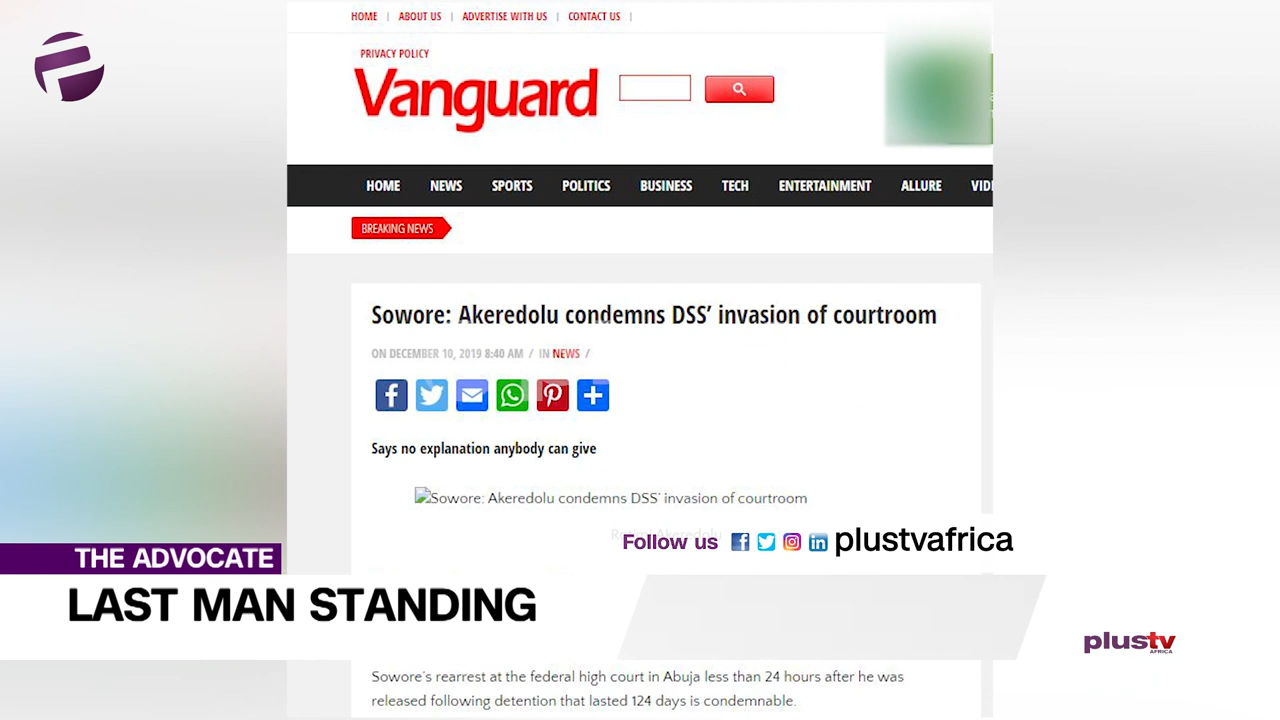 HOME | ABOUT US | ADVERTISE WITH US | CONTACT US |
PRIVACY POLICY
Vanguard
HOME NEWS SPORTS POLITICS BUSINESS TECH ENTERTAINMENT ALLURE VID
BREAKING NEWS
Sowore: Akeredolu condemns DSS’ invasion of courtroom
ON DECEMBER 10, 2019 8:40 AM / IN NEWS /
Says no explanation anybody can give
Sowore: Akeredolu condemns DSS’ invasion of courtroom
Follow us plustvafrica
THE ADVOCATE
LAST MAN STANDING
plustv
AFRICA
Sowore’s rearrest at the federal high court in Abuja less than 24 hours after he was
released following detention that lasted 124 days is condemnable.